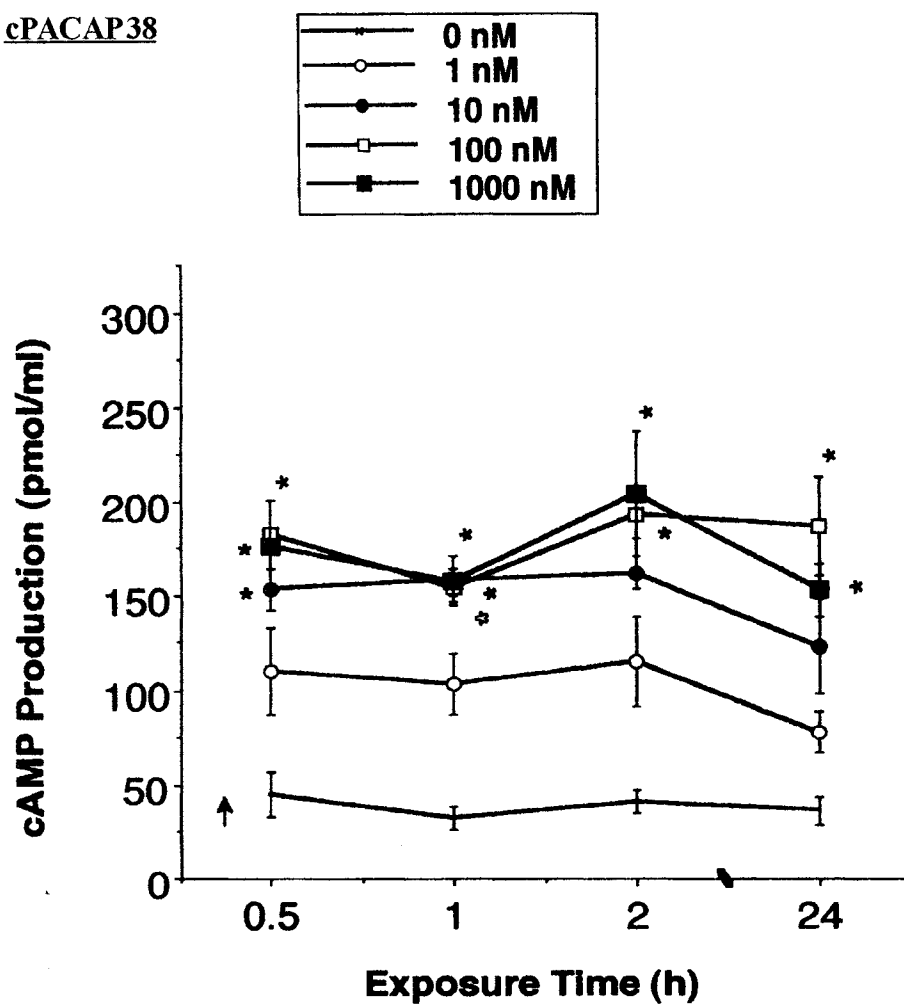 cPACAP38
0 nM
1 nM
10 nM
100 nM
1000 nM
cAMP Production (pmol/ml)
300
250
200
150
100
50
0
0.5 1 2 24
Exposure Time (h)